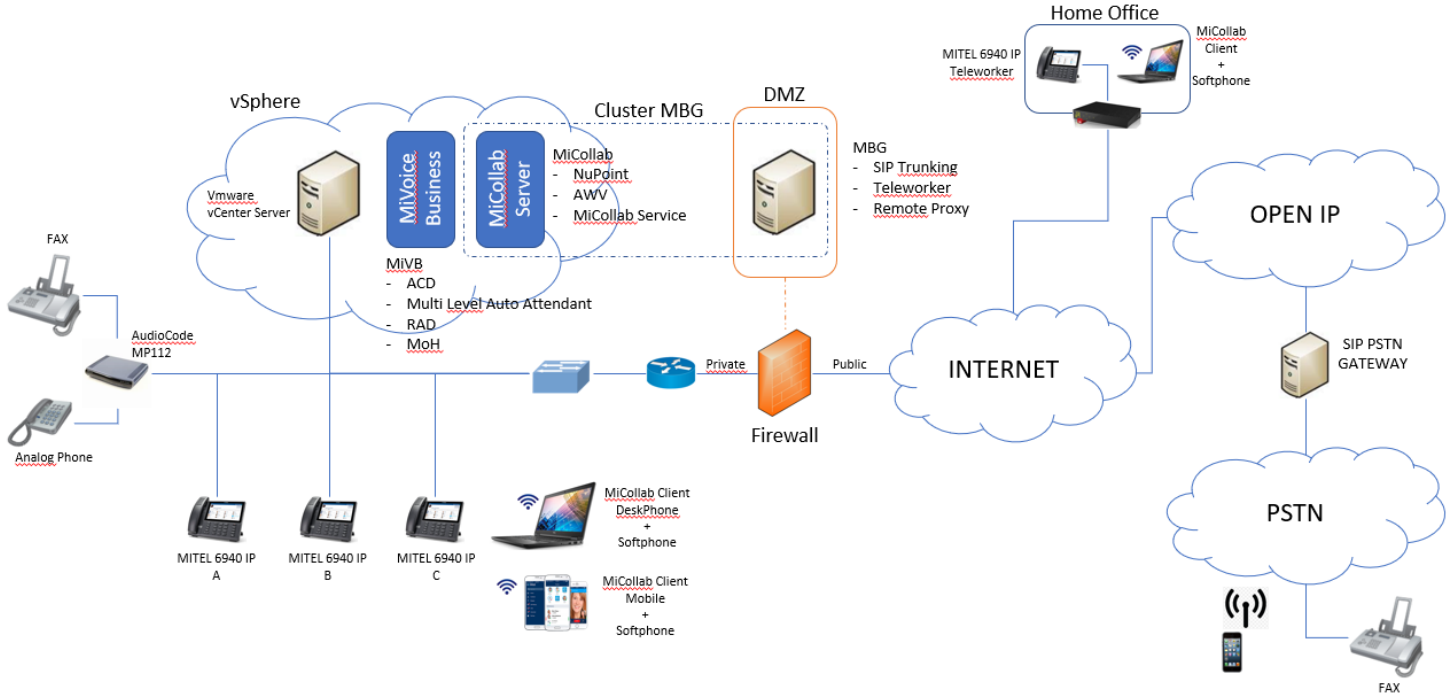 Home Office
MITEL 6940 IP
Teleworker
MiCollab
Client
+
Softphone
vSphere
Cluster MBG
DMZ
Vmware
vCenter Server
MiVoice
Business
MiCollab
Server
MiCollab
- NuPoint
- AWV
- MiCollab Service
MBG
- SIP Trunking
- Teleworker
- Remote Proxy
OPEN IP
FAX
MiVB
- ACD
- Multi Level Auto Attendant
- RAD
- MoH
AudioCode
MP112
Private
Public
INTERNET
SIP PSTN
GATEWAY
Firewall
Analog Phone
MITEL 6940 IP
A
MITEL 6940 IP
B
MITEL 6940 IP
C
MiCollab Client
DeskPhone
+
Softphone
MiCollab Client
Mobile
+
Softphone
PSTN
FAX